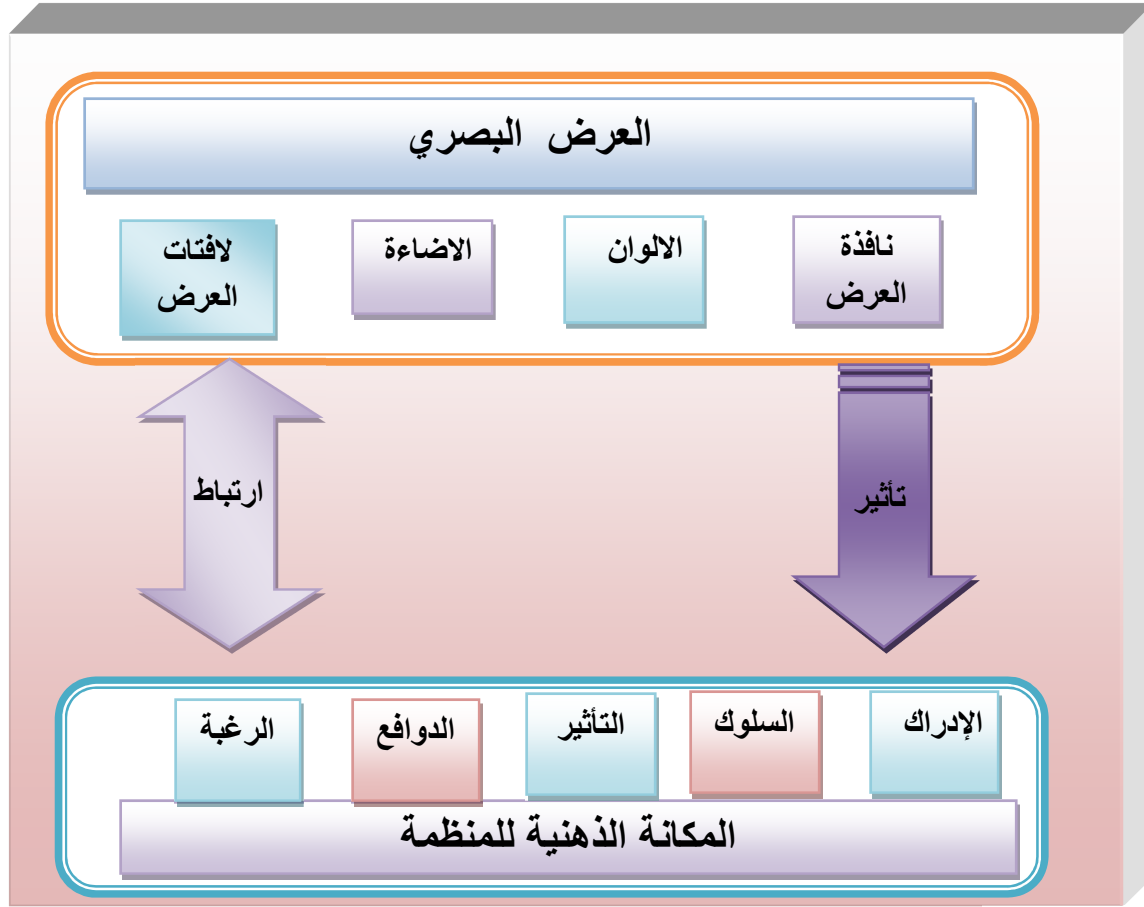 العرض البصري
نافذة
العرض
الالوان
الاضاءة
لافتات
العرض
تأثير
ارتباط
الإدراك
السلوك
التأثير
الدوافع
الرغبة
المكانة الذهنية للمنظمة